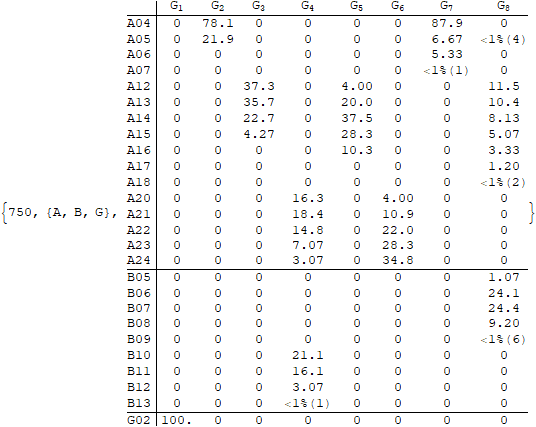 G₁ G₂ G₃ G₄ G₅ G₆ G₇ G₈
A04 0 78.1 0 0 0 0 87.9 0
A05 0 21.9 0 0 0 0 6.67 <1%(4)
A06 0 0 0 0 0 0 5.33 0
A07 0 0 0 0 0 0 <1%(1) 0
A12 0 0 37.3 0 4.00 0 0 11.5
A13 0 0 35.7 0 20.0 0 0 10.4
A14 0 0 22.7 0 37.5 0 0 8.13
A15 0 0 4.27 0 28.3 0 0 5.07
A16 0 0 0 0 10.3 0 0 3.33
A17 0 0 0 0 0 0 0 1.20
A18 0 0 0 0 0 0 0 <1%(2)
A20 0 0 0 16.3 0 4.00 0 0
{750, {A, B, G}, A21 0 0 0 18.4 0 10.9 0 0 }
A22 0 0 0 14.8 0 22.0 0 0
A23 0 0 0 7.07 0 28.3 0 0
A24 0 0 0 3.07 0 34.8 0 0
B05 0 0 0 0 0 0 0 1.07
B06 0 0 0 0 0 0 0 24.1
B07 0 0 0 0 0 0 0 24.4
B08 0 0 0 0 0 0 0 9.20
B09 0 0 0 0 0 0 0 <1%(6)
B10 0 0 0 21.1 0 0 0 0
B11 0 0 0 16.1 0 0 0 0
B12 0 0 0 3.07 0 0 0 0
B13 0 0 0 <1%(1) 0 0 0 0
G02 100. 0 0 0 0 0 0 0